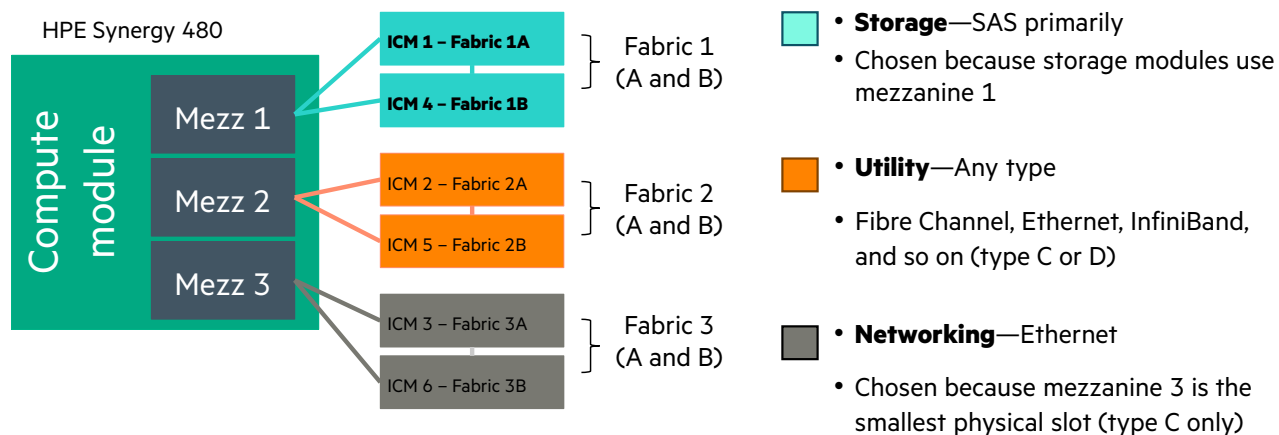 HPE Synergy 480
Compute
module
Mezz 1
Mezz 2
Mezz 3
ICM 1 – Fabric 1A
ICM 4 – Fabric 1B
ICM 2 – Fabric 2A
ICM 5 – Fabric 2B
ICM 3 – Fabric 3A
ICM 6 – Fabric 3B
Fabric 1
(A and B)
Fabric 2
(A and B)
Fabric 3
(A and B)
• Storage—SAS primarily
• Chosen because storage modules use
mezzanine 1
• Utility—Any type
• Fibre Channel, Ethernet, InfiniBand,
and so on (type C or D)
• Networking—Ethernet
• Chosen because mezzanine 3 is the
smallest physical slot (type C only)